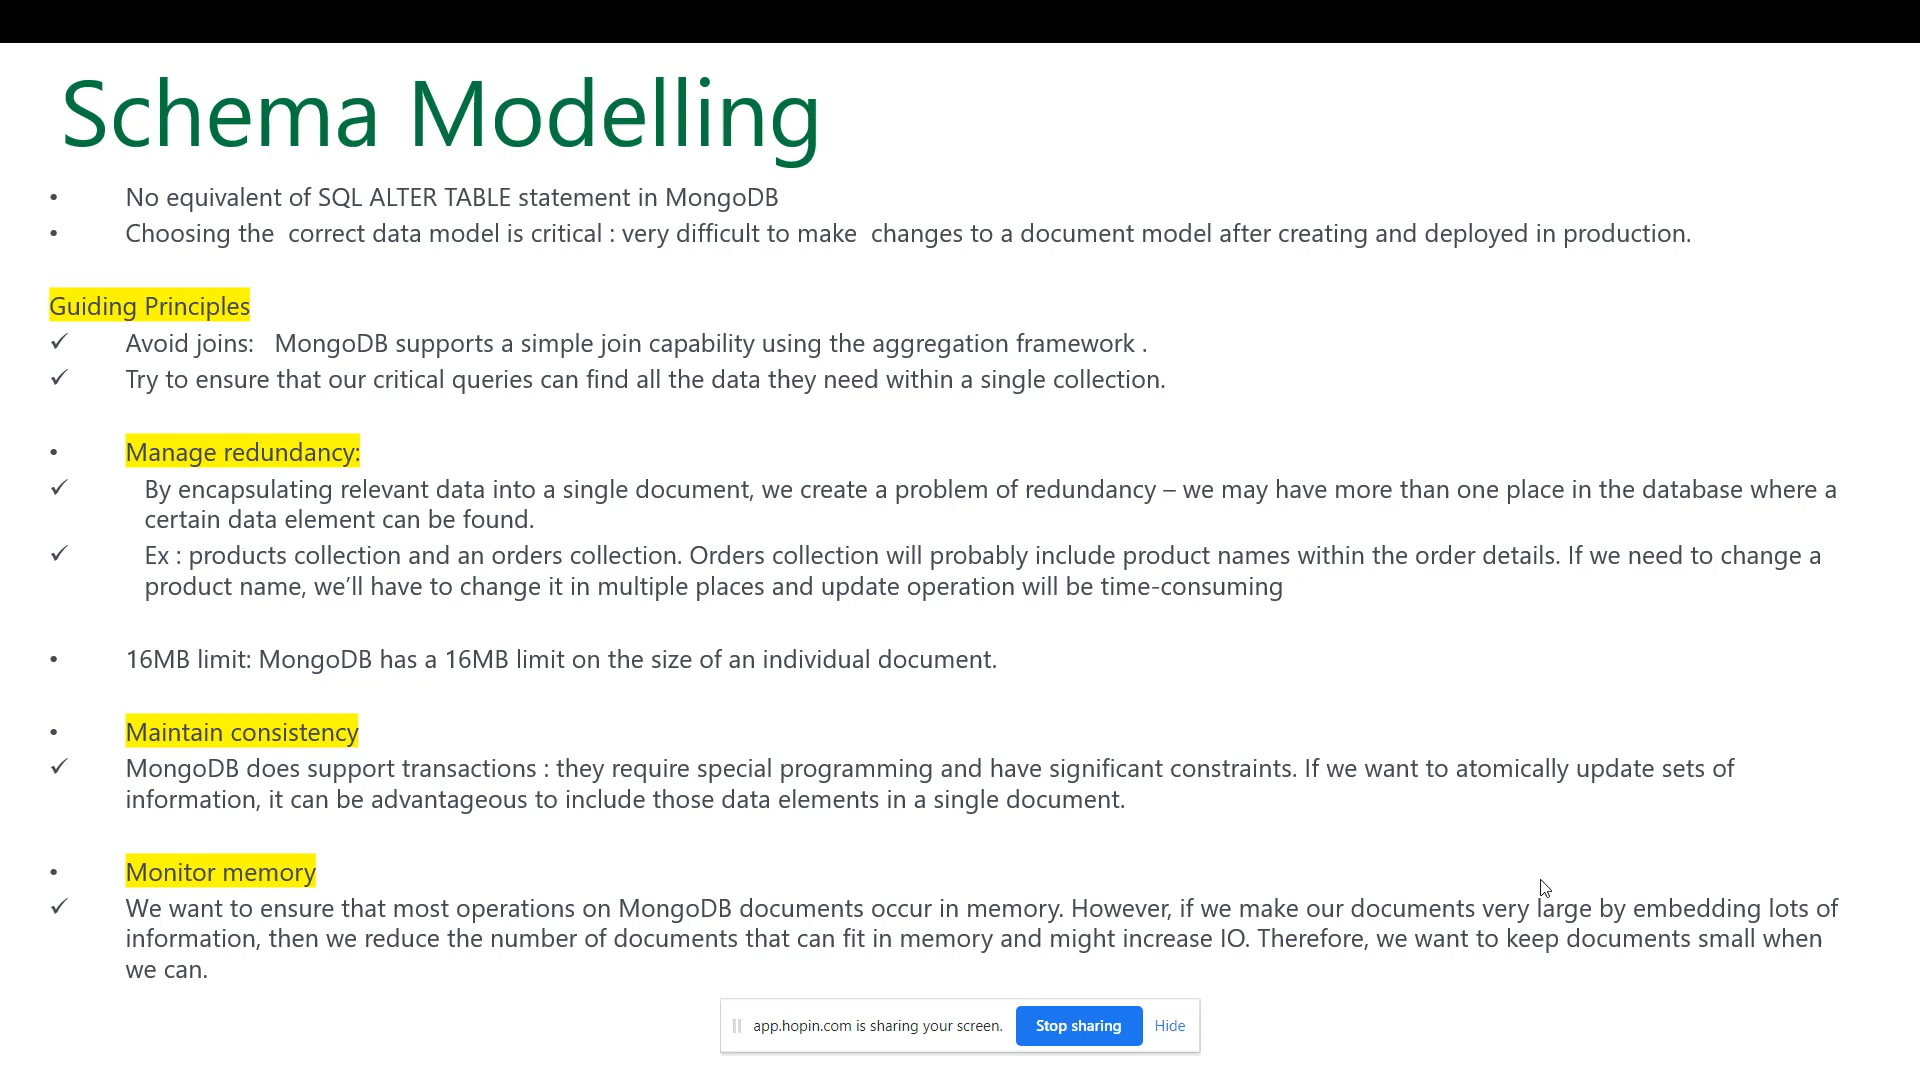 Schema Modelling
• No equivalent of SQL ALTER TABLE statement in MongoDB
• Choosing the correct data model is critical : very difficult to make changes to a document model after creating and deployed in production.
Guiding Principles
✓ Avoid joins: MongoDB supports a simple join capability using the aggregation framework .
✓ Try to ensure that our critical queries can find all the data they need within a single collection.
• Manage redundancy:
✓ By encapsulating relevant data into a single document, we create a problem of redundancy – we may have more than one place in the database where a
certain data element can be found.
✓ Ex : products collection and an orders collection. Orders collection will probably include product names within the order details. If we need to change a
product name, we’ll have to change it in multiple places and update operation will be time-consuming
• 16MB limit: MongoDB has a 16MB limit on the size of an individual document.
• Maintain consistency
✓ MongoDB does support transactions : they require special programming and have significant constraints. If we want to atomically update sets of
information, it can be advantageous to include those data elements in a single document.
• Monitor memory
✓ We want to ensure that most operations on MongoDB documents occur in memory. However, if we make our documents very large by embedding lots of
information, then we reduce the number of documents that can fit in memory and might increase IO. Therefore, we want to keep documents small when
we can.
app.hopin.com is sharing your screen. Stop sharing Hide